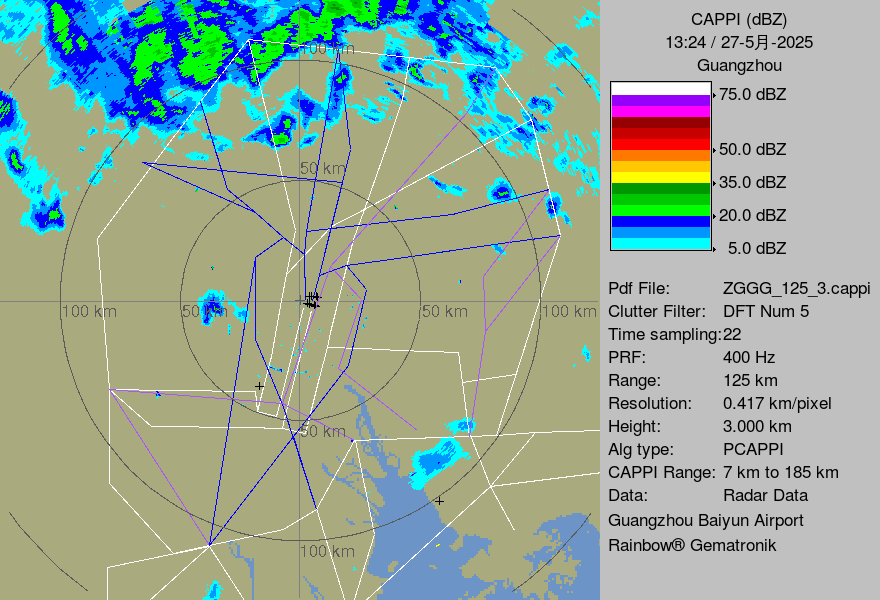 CAPPI (dBZ)
13:24 / 27-5月-2025
Guangzhou
75.0 dBZ
50.0 dBZ
35.0 dBZ
20.0 dBZ
5.0 dBZ
100 km
50 km
100 km
50 km
50 km
100 km
50 km
100 km
Pdf File: ZGGG_125_3.cappi
Clutter Filter: DFT Num 5
Time sampling:22
PRF: 400 Hz
Range: 125 km
Resolution: 0.417 km/pixel
Height: 3.000 km
Alg type: PCAPPI
CAPPI Range: 7 km to 185 km
Data: Radar Data
Guangzhou Baiyun Airport
Rainbow® Gematronik